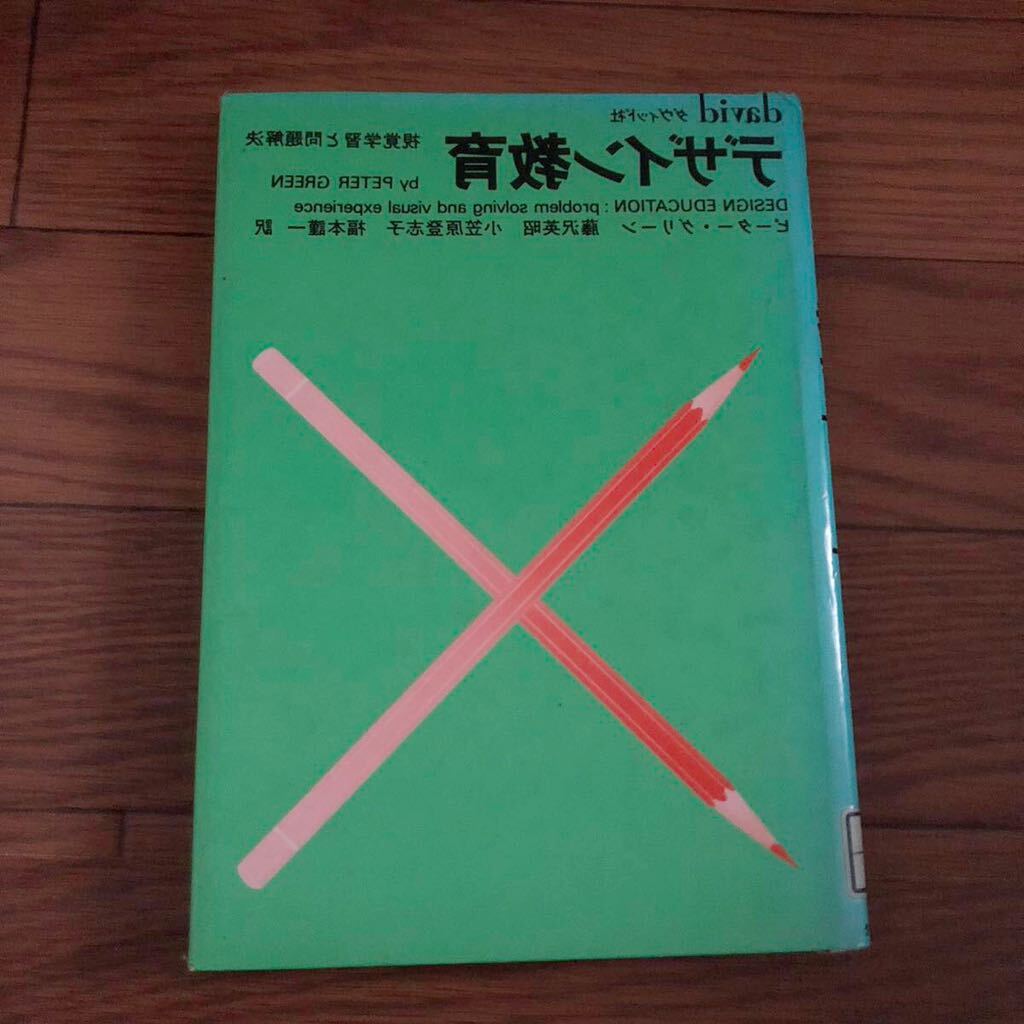 david ダヴィッド社
デザイン教育 視覚学習と問題解決
by PETER GREEN
DESIGN EDUCATION : problem solving and visual experience
ピーター・グリーン 藤沢英昭 小笠原登志子 福本謹一 訳